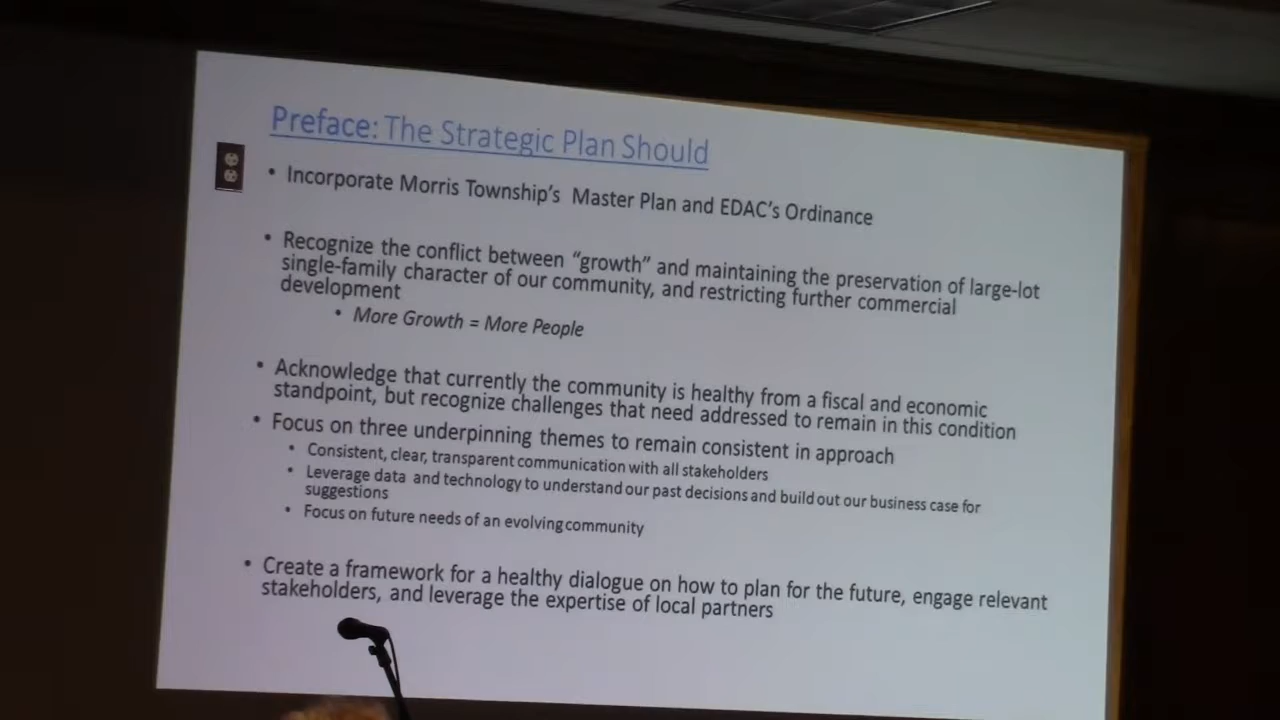 Preface: The Strategic Plan Should
• Incorporate Morris Township's Master Plan and EDAC's Ordinance
• Recognize the conflict between "growth" and maintaining the preservation of large-lot
single-family character of our community, and restricting further commercial
development
• More Growth = More People
• Acknowledge that currently the community is healthy from a fiscal and economic
standpoint, but recognize challenges that need addressed to remain in this condition
• Focus on three underpinning themes to remain consistent in approach
• Consistent, clear, transparent communication with all stakeholders
• Leverage data and technology to understand our past decisions and build out our business case for
suggestions
• Focus on future needs of an evolving community
• Create a framework for a healthy dialogue on how to plan for the future, engage relevant
stakeholders, and leverage the expertise of local partners